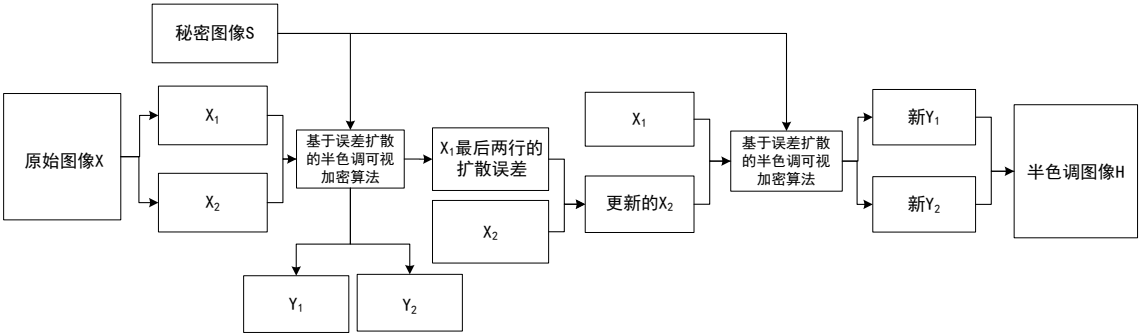 秘密图像S
原始图像X
X₁
X₂
基于误差扩散
的半色调可视
加密算法
Y₁
Y₂
X₁最后两行的
扩散误差
X₂
X₁
更新的X₂
基于误差扩散
的半色调可视
加密算法
新Y₁
新Y₂
半色调图像H